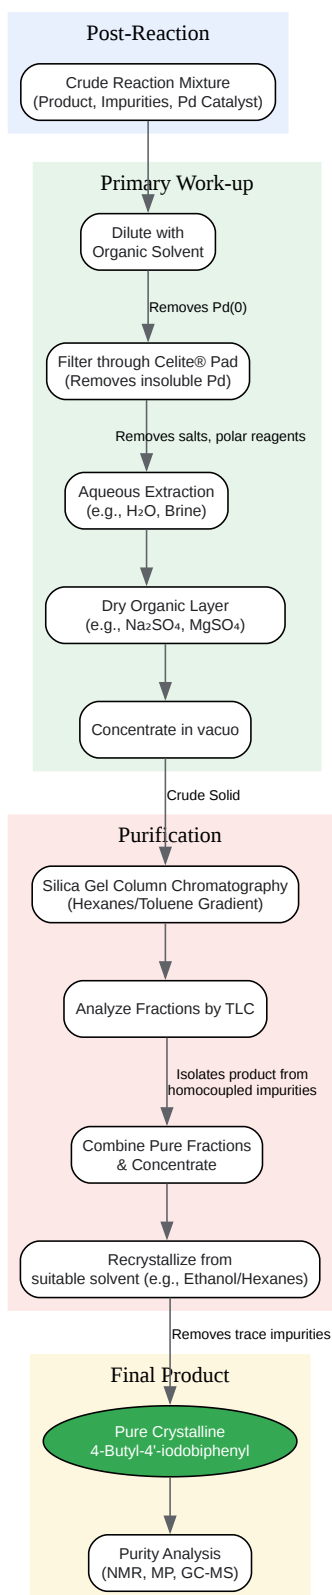 Post-Reaction
Crude Reaction Mixture
(Product, Impurities, Pd Catalyst)
Primary Work-up
Dilute with
Organic Solvent
Removes Pd(0)
Filter through Celite® Pad
(Removes insoluble Pd)
Removes salts, polar reagents
Aqueous Extraction
(e.g., H₂O, Brine)
Dry Organic Layer
(e.g., Na₂SO₄, MgSO₄)
Concentrate in vacuo
Crude Solid
Purification
Silica Gel Column Chromatography
(Hexanes/Toluene Gradient)
Analyze Fractions by TLC
Isolates product from
homocoupled impurities
Combine Pure Fractions
& Concentrate
Recrystallize from
suitable solvent (e.g., Ethanol/Hexanes)
Removes trace impurities
Final Product
Pure Crystalline
4-Butyl-4'-iodobiphenyl
Purity Analysis
(NMR, MP, GC-MS)